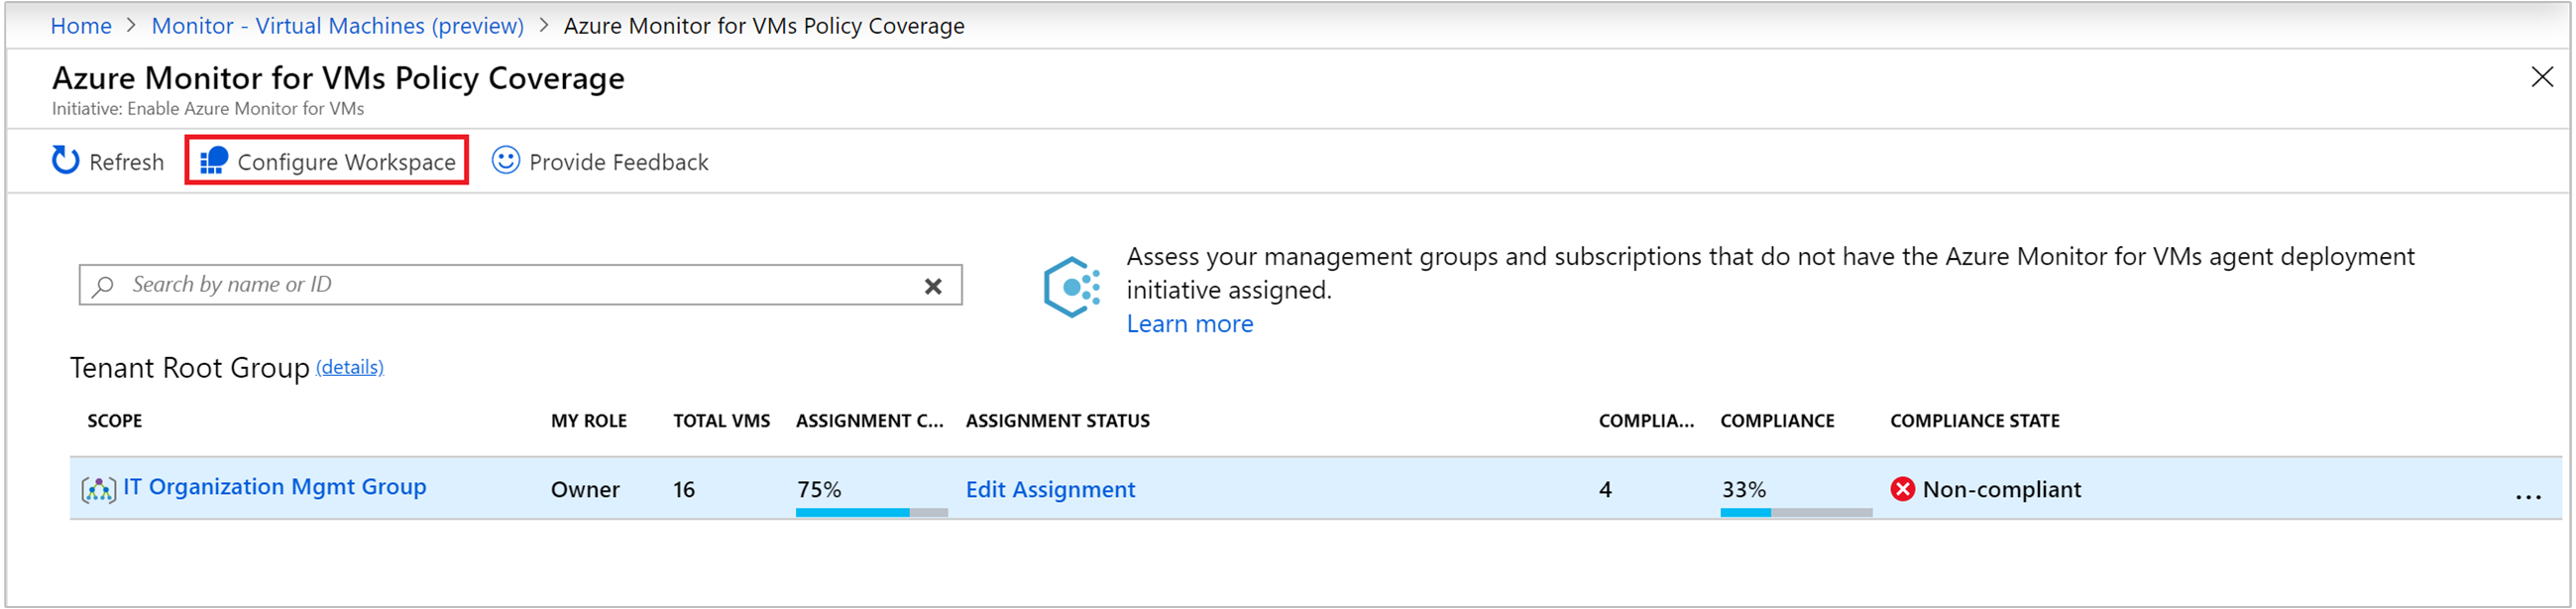 Home > Monitor - Virtual Machines (preview) > Azure Monitor for VMs Policy Coverage
Azure Monitor for VMs Policy Coverage
Initiative: Enable Azure Monitor for VMs
Refresh Configure Workspace Provide Feedback
Search by name or ID
Assess your management groups and subscriptions that do not have the Azure Monitor for VMs agent deployment
initiative assigned.
Learn more
Tenant Root Group (details)
SCOPE MY ROLE TOTAL VMS ASSIGNMENT C... ASSIGNMENT STATUS COMPLIA... COMPLIANCE COMPLIANCE STATE
IT Organization Mgmt Group Owner 16 75% Edit Assignment 4 33% Non-compliant ...